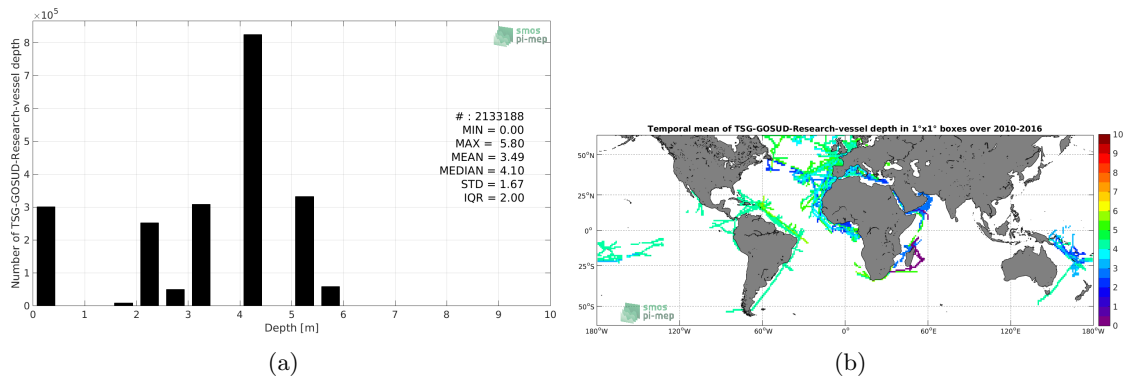 ×10⁵
8
7
6
5
4
3
2
1
0
Number of TSG-GOSUD-Research-vessel depth
0 1 2 3 4 5 6 7 8 9 10
Depth [m]
smos
pi-mep
# : 2133188
MIN = 0.00
MAX = 5.80
MEAN = 3.49
MEDIAN = 4.10
STD = 1.67
IQR = 2.00
(a)
Temporal mean of TSG-GOSUD-Research-vessel depth in 1°x1° boxes over 2010-2016
50°N
25°N
0°
25°S
50°S
180°W 120°W 60°W 0° 60°E 120°E 180°E
smos
pi-mep
10
9
8
7
6
5
4
3
2
1
0
(b)